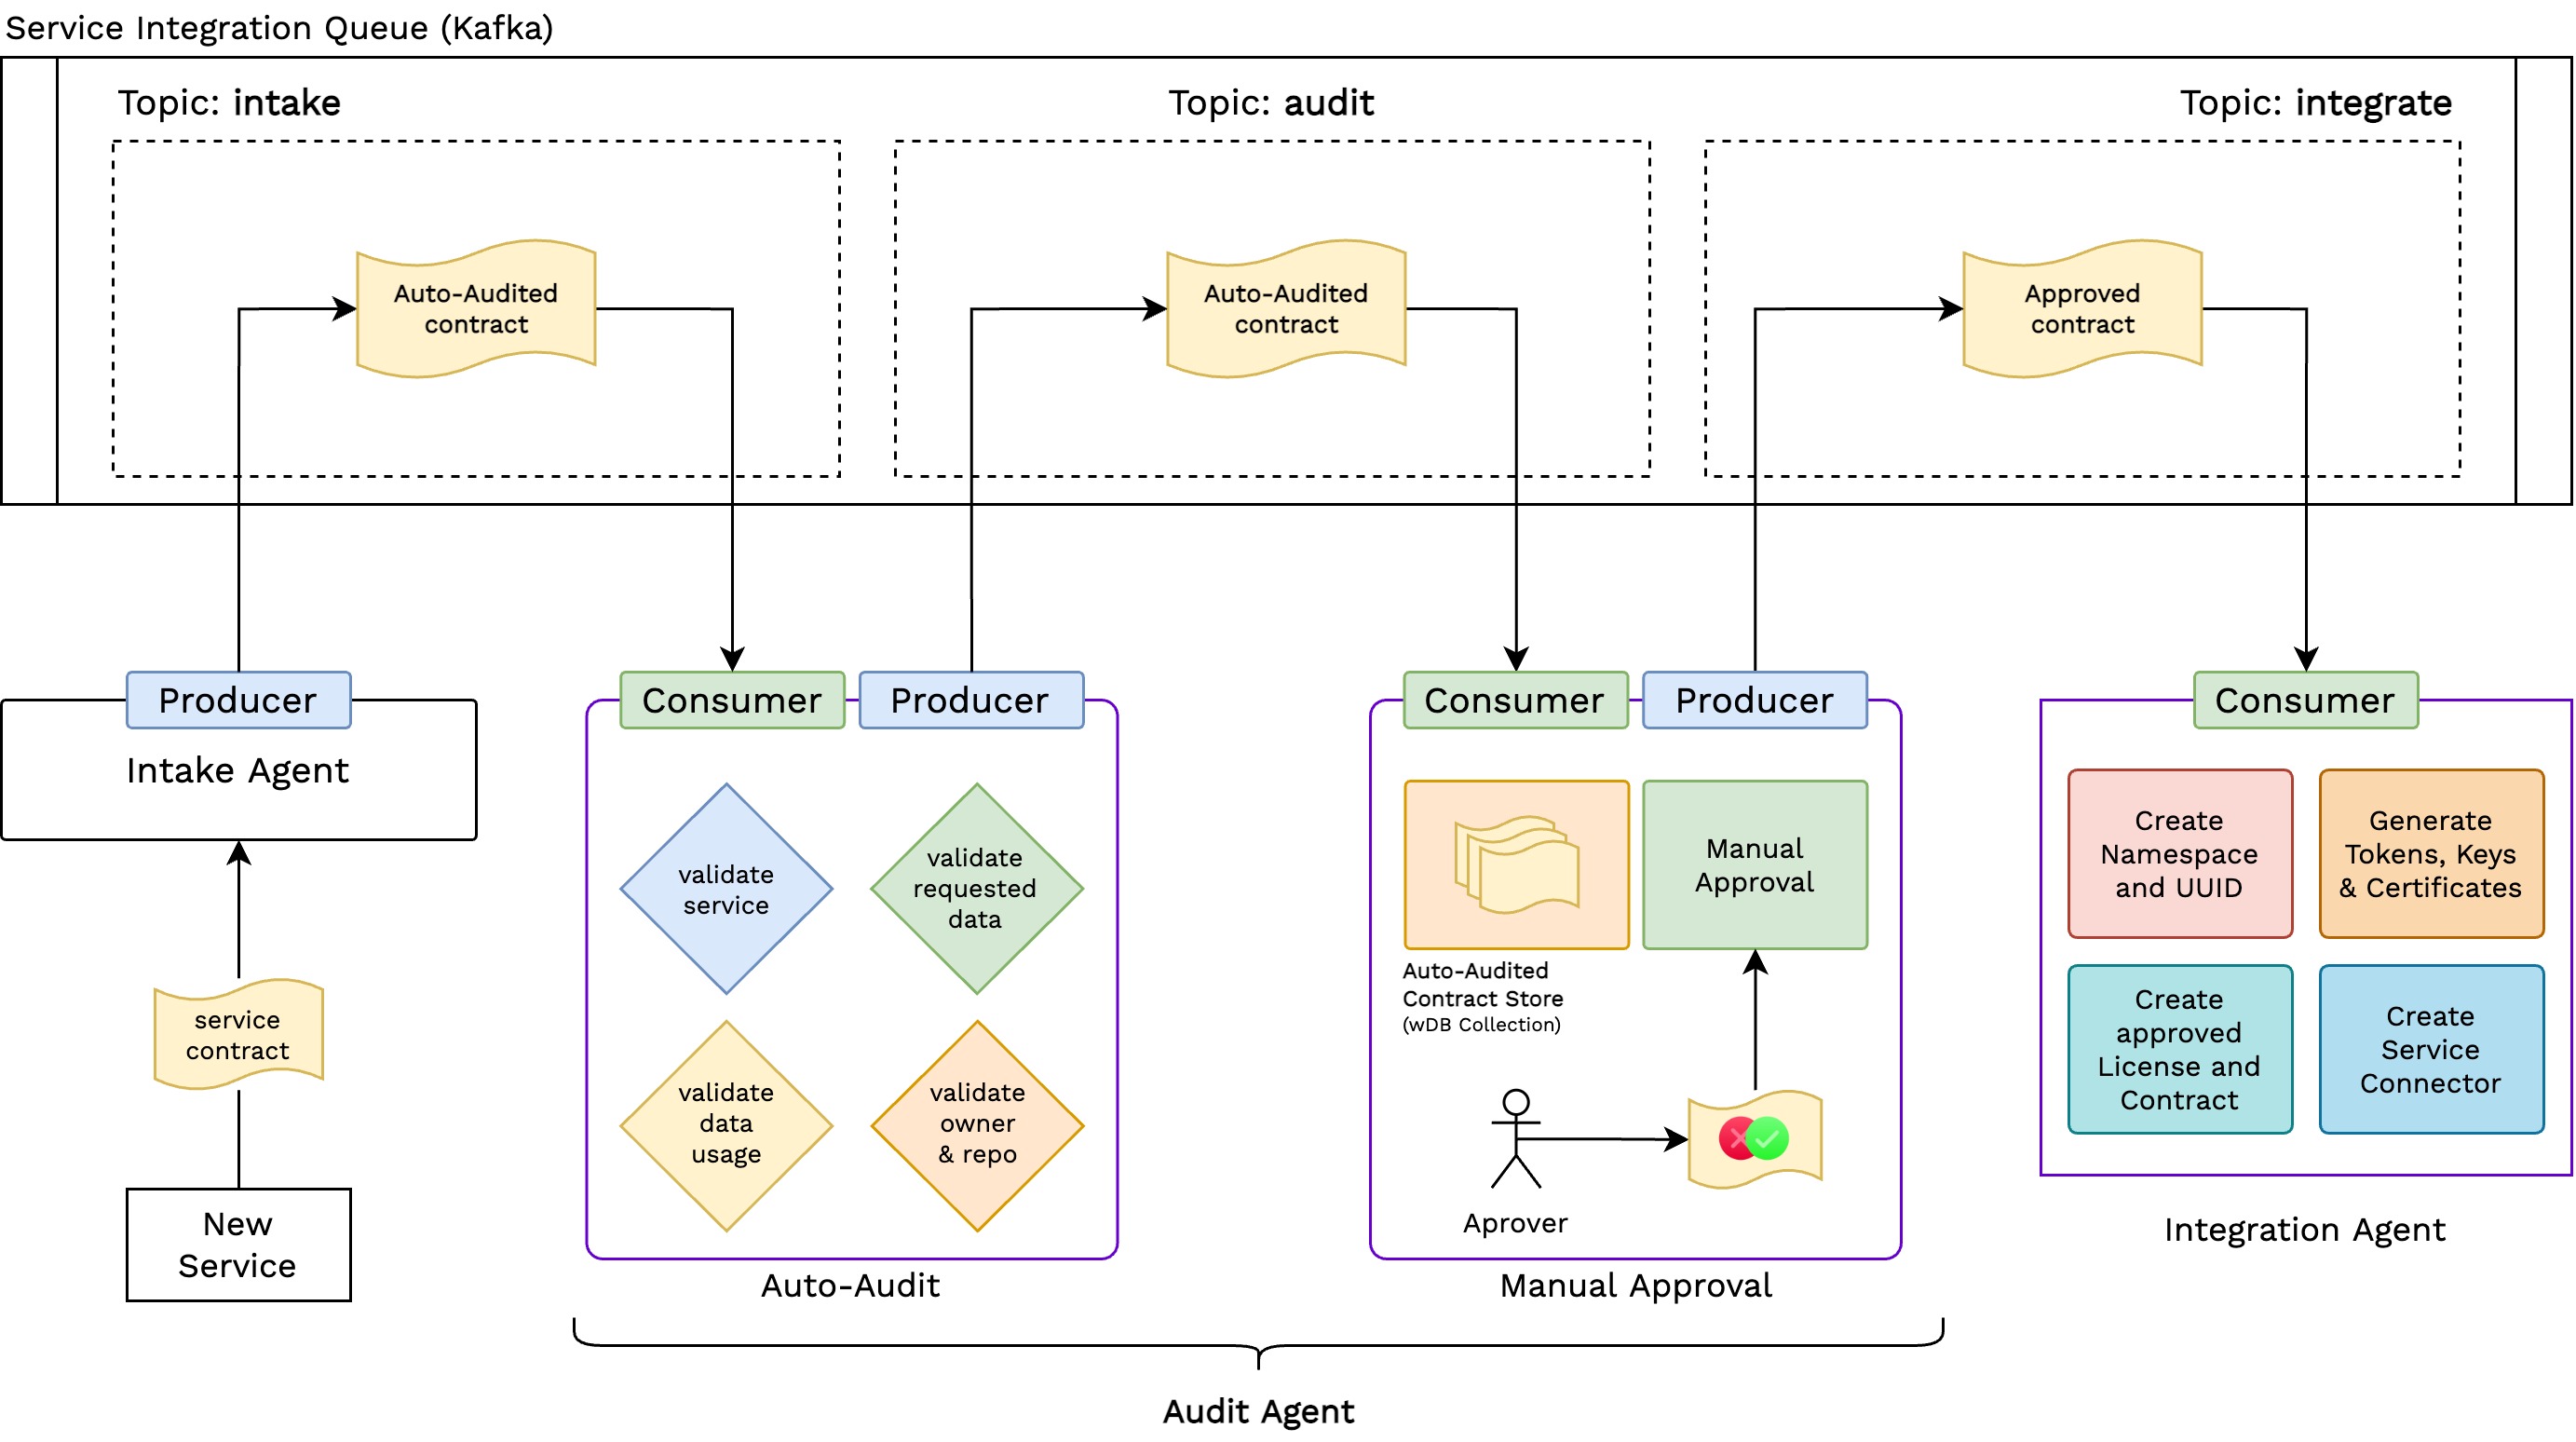 Service Integration Queue (Kafka)
Topic: intake
Topic: audit
Topic: integrate
Auto-Audited
contract
Auto-Audited
contract
Approved
contract
Producer
Intake Agent
service
contract
New
Service
Consumer
Producer
validate
service
validate
requested
data
validate
data
usage
validate
owner
& repo
Auto-Audit
Consumer
Producer
Manual
Approval
Auto-Audited
Contract Store
(wDB Collection)
Aprover
Manual Approval
Consumer
Create
Namespace
and UUID
Generate
Tokens, Keys
& Certificates
Create
approved
License and
Contract
Create
Service
Connector
Integration Agent
Audit Agent